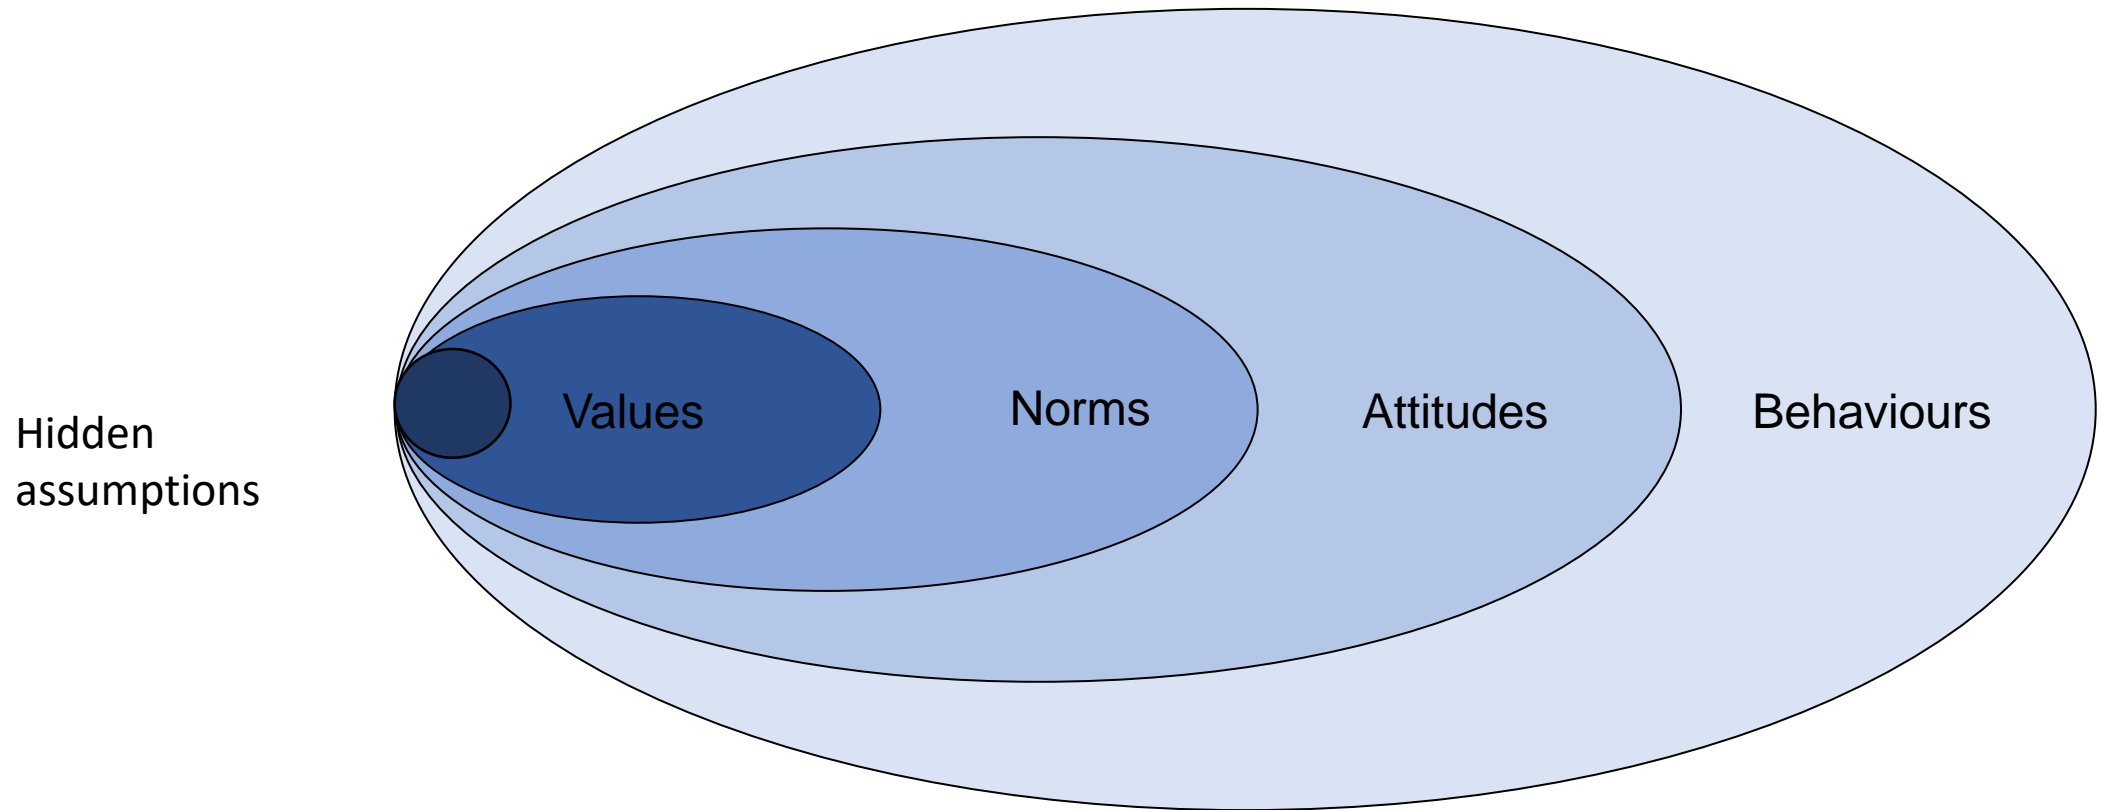 Hidden
assumptions
Values
Norms
Attitudes
Behaviours